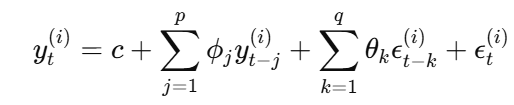 $$y_t^{(i)} = c + \sum_{j=1}^{p} \phi_j y_{t-j}^{(i)} + \sum_{k=1}^{q} \theta_k \epsilon_{t-k}^{(i)} + \epsilon_t^{(i)}$$